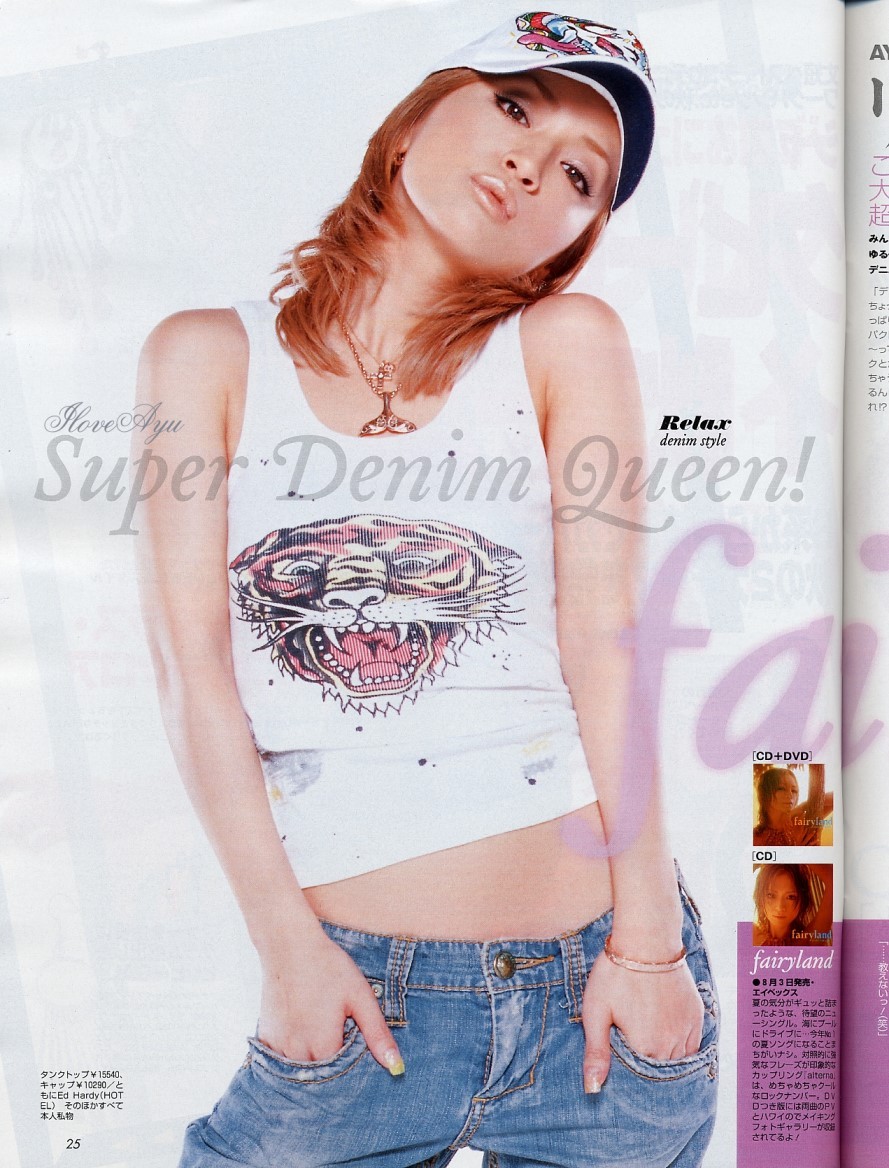 IloveAyu
Super Denim Queen!
Relax
denim style
fai
[CD+DVD]
fairyland
[CD]
fairyland
fairyland
●8月3日発売・
エイベックス
夏の気分がギュッと詰ま
ったような、待望のニュ
ーシングル。海にプール
にドライブに…今年№1
の夏ソングになることま
ちがいナシ。対照的に強
気なフレーズが印象的な
カップリング『alterna
は、めちゃめちゃクール
なロックナンバー。DV
Dつき版には両曲のPV
とハワイのでメイキング
フォトギャラリーが収録
されてるよ!
タンクトップ¥15540、
キャップ¥10290／と
もにEd Hardy(HOT
EL) そのほかすべて
本人私物
25
AY
こ
大
超
みん
ゆる
デニ
「デ
ちょ
っぱ
バク
〜っ
クと
ちゃ
るん
れ!?
「……教えないっ！(笑)」